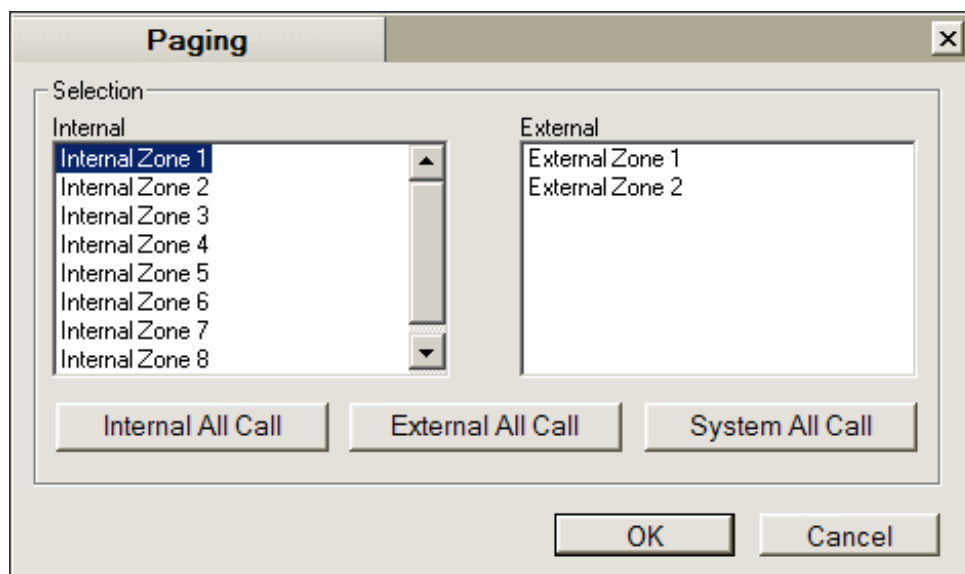 Paging
Selection
Internal
External
Internal Zone 1
Internal Zone 2
Internal Zone 3
Internal Zone 4
Internal Zone 5
Internal Zone 6
Internal Zone 7
Internal Zone 8
External Zone 1
External Zone 2
Internal All Call
External All Call
System All Call
OK
Cancel